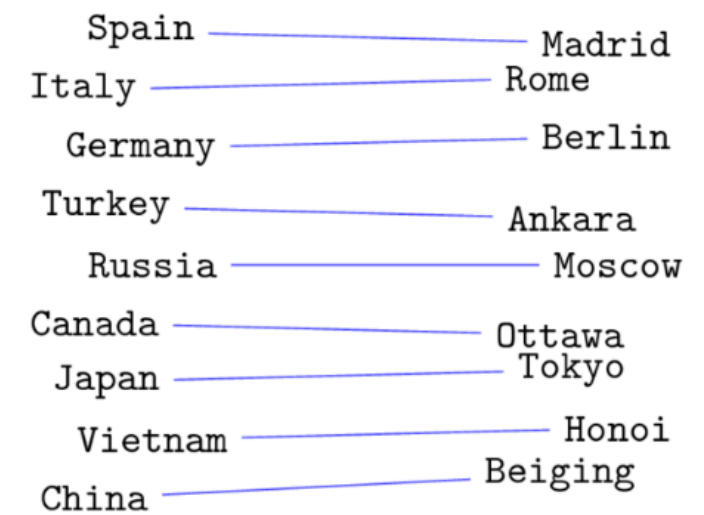 Spain Madrid
Italy Rome
Germany Berlin
Turkey Ankara
Russia Moscow
Canada Ottawa
Japan Tokyo
Vietnam Honoi
China Beiging